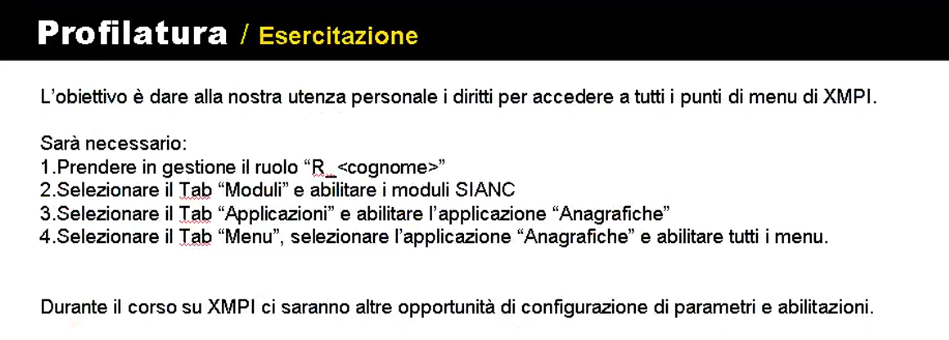 Profilatura / Esercitazione
L'obiettivo è dare alla nostra utenza personale i diritti per accedere a tutti i punti di menu di XMPI.
Sarà necessario:
1.Prendere in gestione il ruolo “R_<cognome>”
2.Selezionare il Tab “Moduli” e abilitare i moduli SIANC
3.Selezionare il Tab “Applicazioni” e abilitare l'applicazione “Anagrafiche”
4.Selezionare il Tab “Menu”, selezionare l'applicazione “Anagrafiche” e abilitare tutti i menu.
Durante il corso su XMPI ci saranno altre opportunità di configurazione di parametri e abilitazioni.